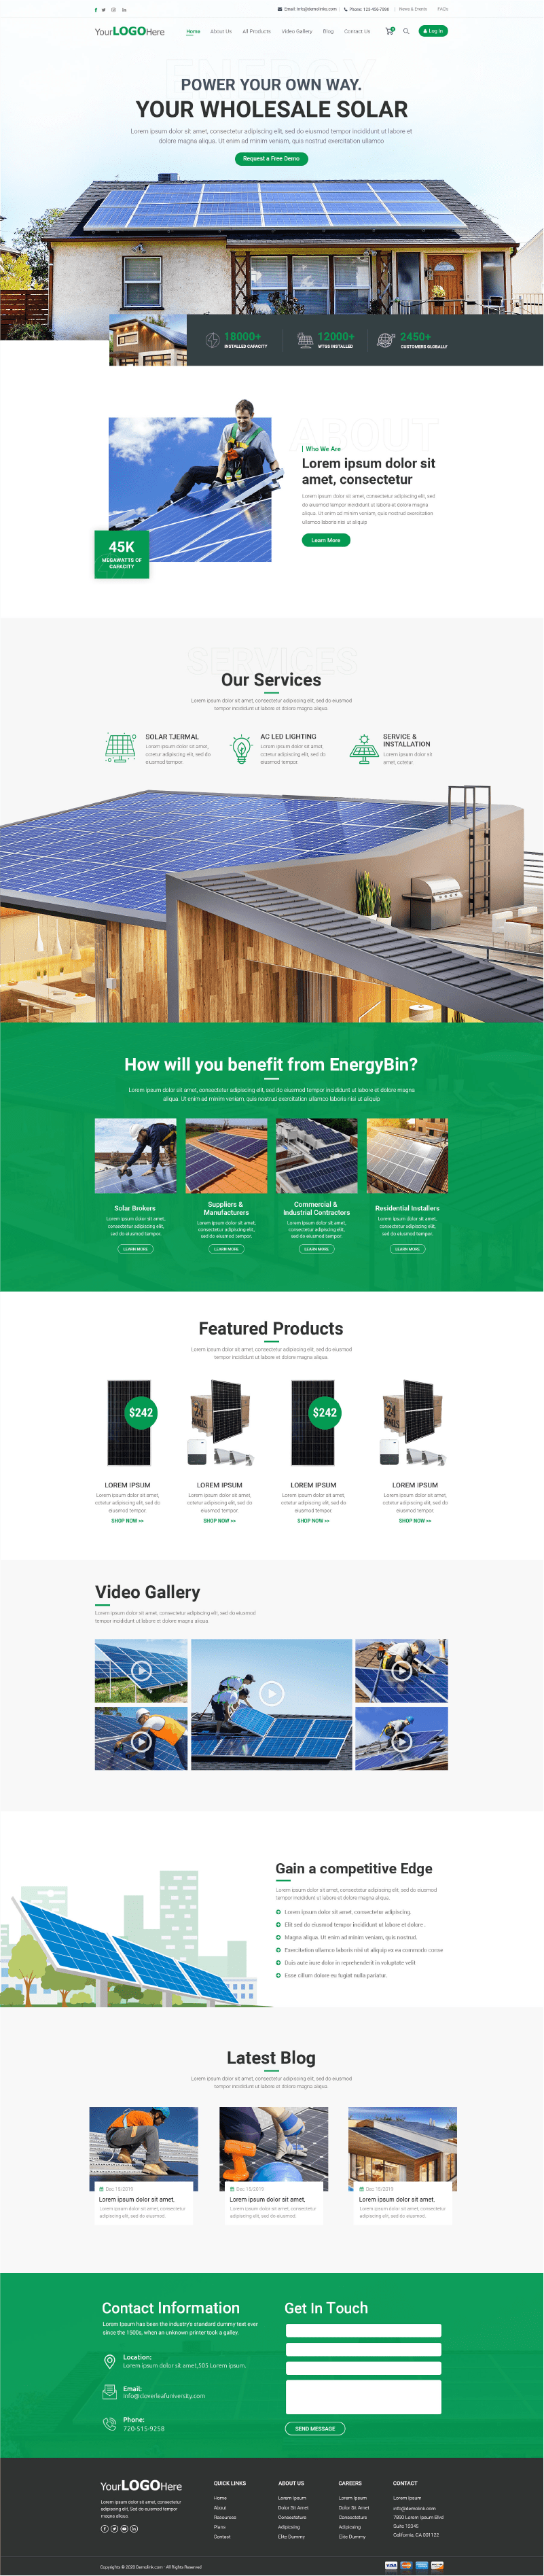 Email: info@demolinks.com
Phone: 123-456-7890
News & Events
FAQs
YourLOGOHere
Home
About Us
All Products
Video Gallery
Blog
Contact Us
Log In
ENERGY
POWER YOUR OWN WAY.
YOUR WHOLESALE SOLAR
Lorem ipsum dolor sit amet, consectetur adipiscing elit, sed do eiusmod tempor incididunt ut labore et
dolore magna aliqua. Ut enim ad minim veniam, quis nostrud exercitation ullamco
Request a Free Demo
18000+
INSTALLED CAPACITY
12000+
INSTALLED
2450+
CUSTOMERS GLOBALLY
ABOUT
Who We Are
Lorem ipsum dolor sit
amet, consectetur
Lorem ipsum dolor sit amet, consectetur adipiscing elit, sed
do eiusmod tempor incididunt ut labore et dolore magna
aliqua. Ut enim ad minim veniam, quis nostrud exercitation
ullamco laboris nisi ut aliquip
Learn More
45K
MEGAWATTS OF
CAPACITY
SERVICES
Our Services
Lorem ipsum dolor sit amet, consectetur adipiscing elit, sed do eiusmod
tempor incididunt ut labore et dolore magna aliqua.
SOLAR TJERMAL
Lorem ipsum dolor sit amet,
cctetur adipiscing elit, sed do
eiusmod tempor.
AC LED LIGHTING
Lorem ipsum dolor sit amet,
cctetur adipiscing elit, sed do
eiusmod tempor.
SERVICE &
INSTALLATION
Lorem ipsum dolor sit
amet, cctetur.
How will you benefit from EnergyBin?
Lorem ipsum dolor sit amet, consectetur adipiscing elit, sed do eiusmod tempor incididunt ut labore et dolore magna
aliqua. Ut enim ad minim veniam, quis nostrud exercitation ullamco laboris nisi ut aliquip
Solar Brokers
Lorem ipsum dolor sit amet,
consectetur adipiscing elit,
sed do eiusmod tempor.
LEARN MORE
Suppliers &
Manufacturers
Lorem ipsum dolor sit amet,
consectetur adipiscing elit,
sed do eiusmod tempor.
LEARN MORE
Commercial &
Industrial Contractors
Lorem ipsum dolor sit amet,
consectetur adipiscing elit,
sed do eiusmod tempor.
LEARN MORE
Residential Installers
Lorem ipsum dolor sit amet,
consectetur adipiscing elit,
sed do eiusmod tempor.
LEARN MORE
Featured Products
Lorem ipsum dolor sit amet, consectetur adipiscing elit, sed do eiusmod
tempor incididunt ut labore et dolore magna aliqua.
$242
LOREM IPSUM
Lorem ipsum dolor sit amet,
cctetur adipiscing elit, sed do
eiusmod tempor.
SHOP NOW >>
LOREM IPSUM
Lorem ipsum dolor sit amet,
cctetur adipiscing elit, sed do
eiusmod tempor.
SHOP NOW >>
$242
LOREM IPSUM
Lorem ipsum dolor sit amet,
cctetur adipiscing elit, sed do
eiusmod tempor.
SHOP NOW >>
LOREM IPSUM
Lorem ipsum dolor sit amet,
cctetur adipiscing elit, sed do
eiusmod tempor.
SHOP NOW >>
Video Gallery
Lorem ipsum dolor sit amet, consectetur adipiscing elit, sed do eiusmod
tempor incididunt ut labore et dolore magna aliqua.
Gain a competitive Edge
Lorem ipsum dolor sit amet, consectetur adipiscing elit, sed do eiusmod
tempor incididunt ut labore et dolore magna aliqua.
Lorem ipsum dolor sit amet, consectetur adipiscing.
Elit sed do eiusmod tempor incididunt ut labore et dolore .
Magna aliqua. Ut enim ad minim veniam, quis nostrud.
Exercitation ullamco laboris nisi ut aliquip ex ea commodo conse
Duis aute irure dolor in reprehenderit in voluptate velit
Esse cillum dolore eu fugiat nulla pariatur.
Latest Blog
Lorem ipsum dolor sit amet, consectetur adipiscing elit, sed do eiusmod
tempor incididunt ut labore et dolore magna aliqua.
Dec 15/2019
Lorem ipsum dolor sit amet,
Lorem ipsum dolor sit amet, consectetur
adipiscing elit, sed do eiusmod.
Dec 15/2019
Lorem ipsum dolor sit amet,
Lorem ipsum dolor sit amet, consectetur
adipiscing elit, sed do eiusmod.
Dec 15/2019
Lorem ipsum dolor sit amet,
Lorem ipsum dolor sit amet, consectetur
adipiscing elit, sed do eiusmod.
Contact Information
Lorem Ipsum has been the industry's standard dummy text ever
since the 1500s, when an unknown printer took a galley.
Location:
Lorem ipsum dolor sit amet,585 Lorem Ipsum.
Email:
info@cloverleafuniversity.com
Phone:
720-515-9258
Get In Touch
SEND MESSAGE
YourLOGOHere
Lorem ipsum dolor sit amet, consectetur
adipiscing elit, Sed do eiusmod tempor
magna aliqua.
QUICK LINKS
Home
About
Resources
Plans
Contact
ABOUT US
Lorem Ipsum
Dolor Sit Amet
Consectetura
Adipiscing
Elite Dummy
CAREERS
Lorem Ipsum
Dolor Sit Amet
Consectetura
Adipiscing
Elite Dummy
CONTACT
Lorem Ipsum
info@demolink.com
7890 Lorem Ipsum Blvd
Suite 12345
California, CA 001122
Copyrights © 2020 Demolink.com - All Rights Reserved
VISA